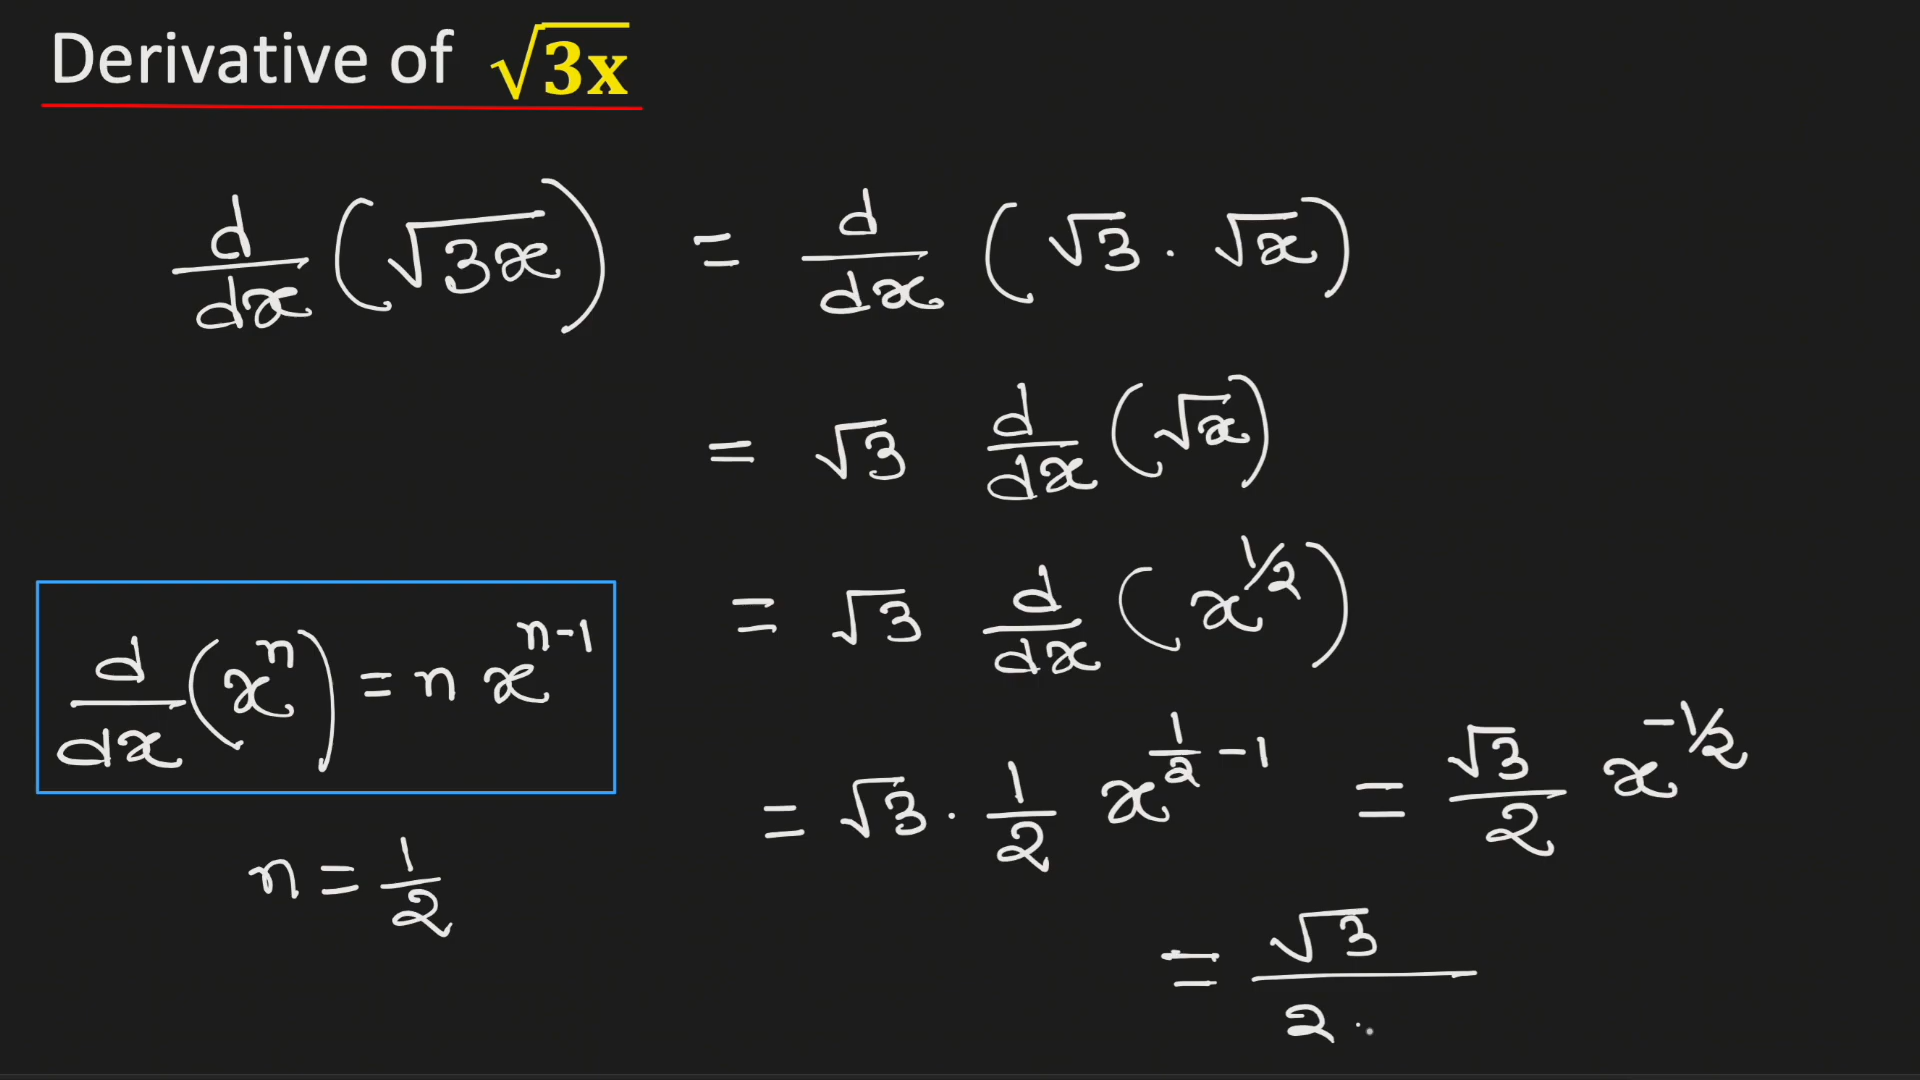 Derivative of √3x
d/dx (√3x) = d/dx (√3 . √x)
= √3 d/dx (√x)
= √3 d/dx (x^1/2)
d/dx (x^n) = n x^n-1
= √3 . 1/2 x^1/2 - 1 = √3/2 x^-1/2
n = 1/2
= √3/2 .